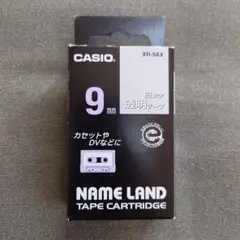 XR-9AX
CASIO
白文字
透明テープ
9mm
カセットや
DVなどに
e
NAME LAND
TAPE CARTRIDGE